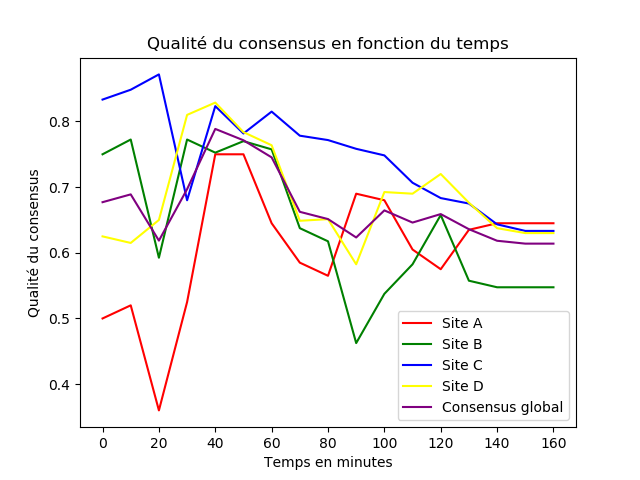 Qualité du consensus en fonction du temps
Qualité du consensus
0.8
0.7
0.6
0.5
0.4
Site A
Site B
Site C
Site D
Consensus global
0 20 40 60 80 100 120 140 160
Temps en minutes